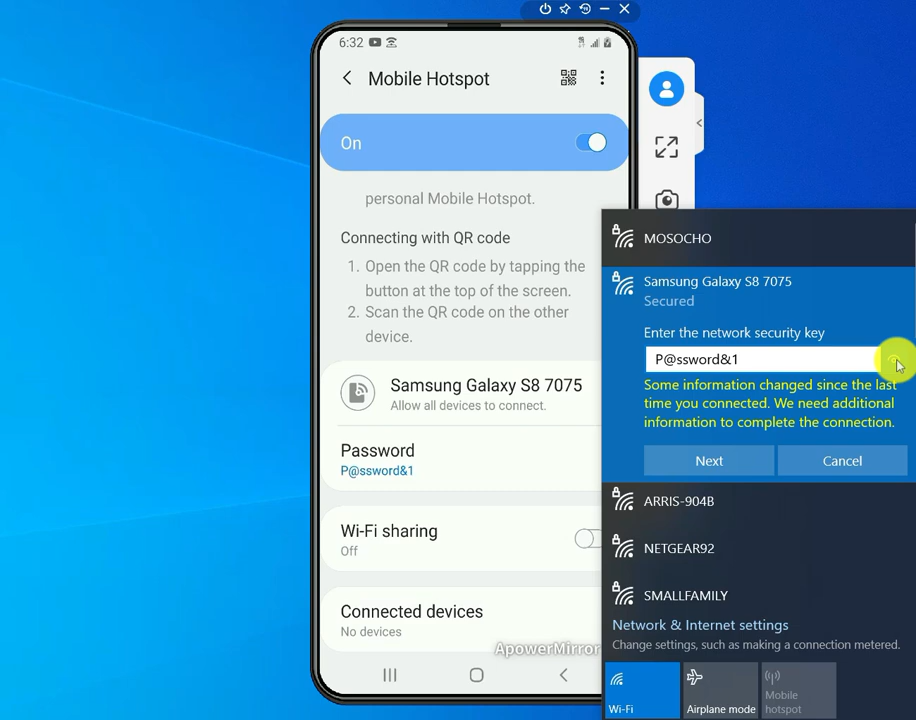 6:32
Mobile Hotspot
On
personal Mobile Hotspot.
Connecting with QR code
1. Open the QR code by tapping the
button at the top of the screen.
2. Scan the QR code on the other
device.
Samsung Galaxy S8 7075
Allow all devices to connect.
Password
P@ssword&1
Wi-Fi sharing
Off
Connected devices
No devices
ApowerMirror
MOSOCHO
Samsung Galaxy S8 7075
Secured
Enter the network security key
P@ssword&1
Some information changed since the last
time you connected. We need additional
information to complete the connection.
Next
Cancel
ARRIS-904B
NETGEAR92
SMALLFAMILY
Network & Internet settings
Change settings, such as making a connection metered.
Wi-Fi
Airplane mode
Mobile
hotspot